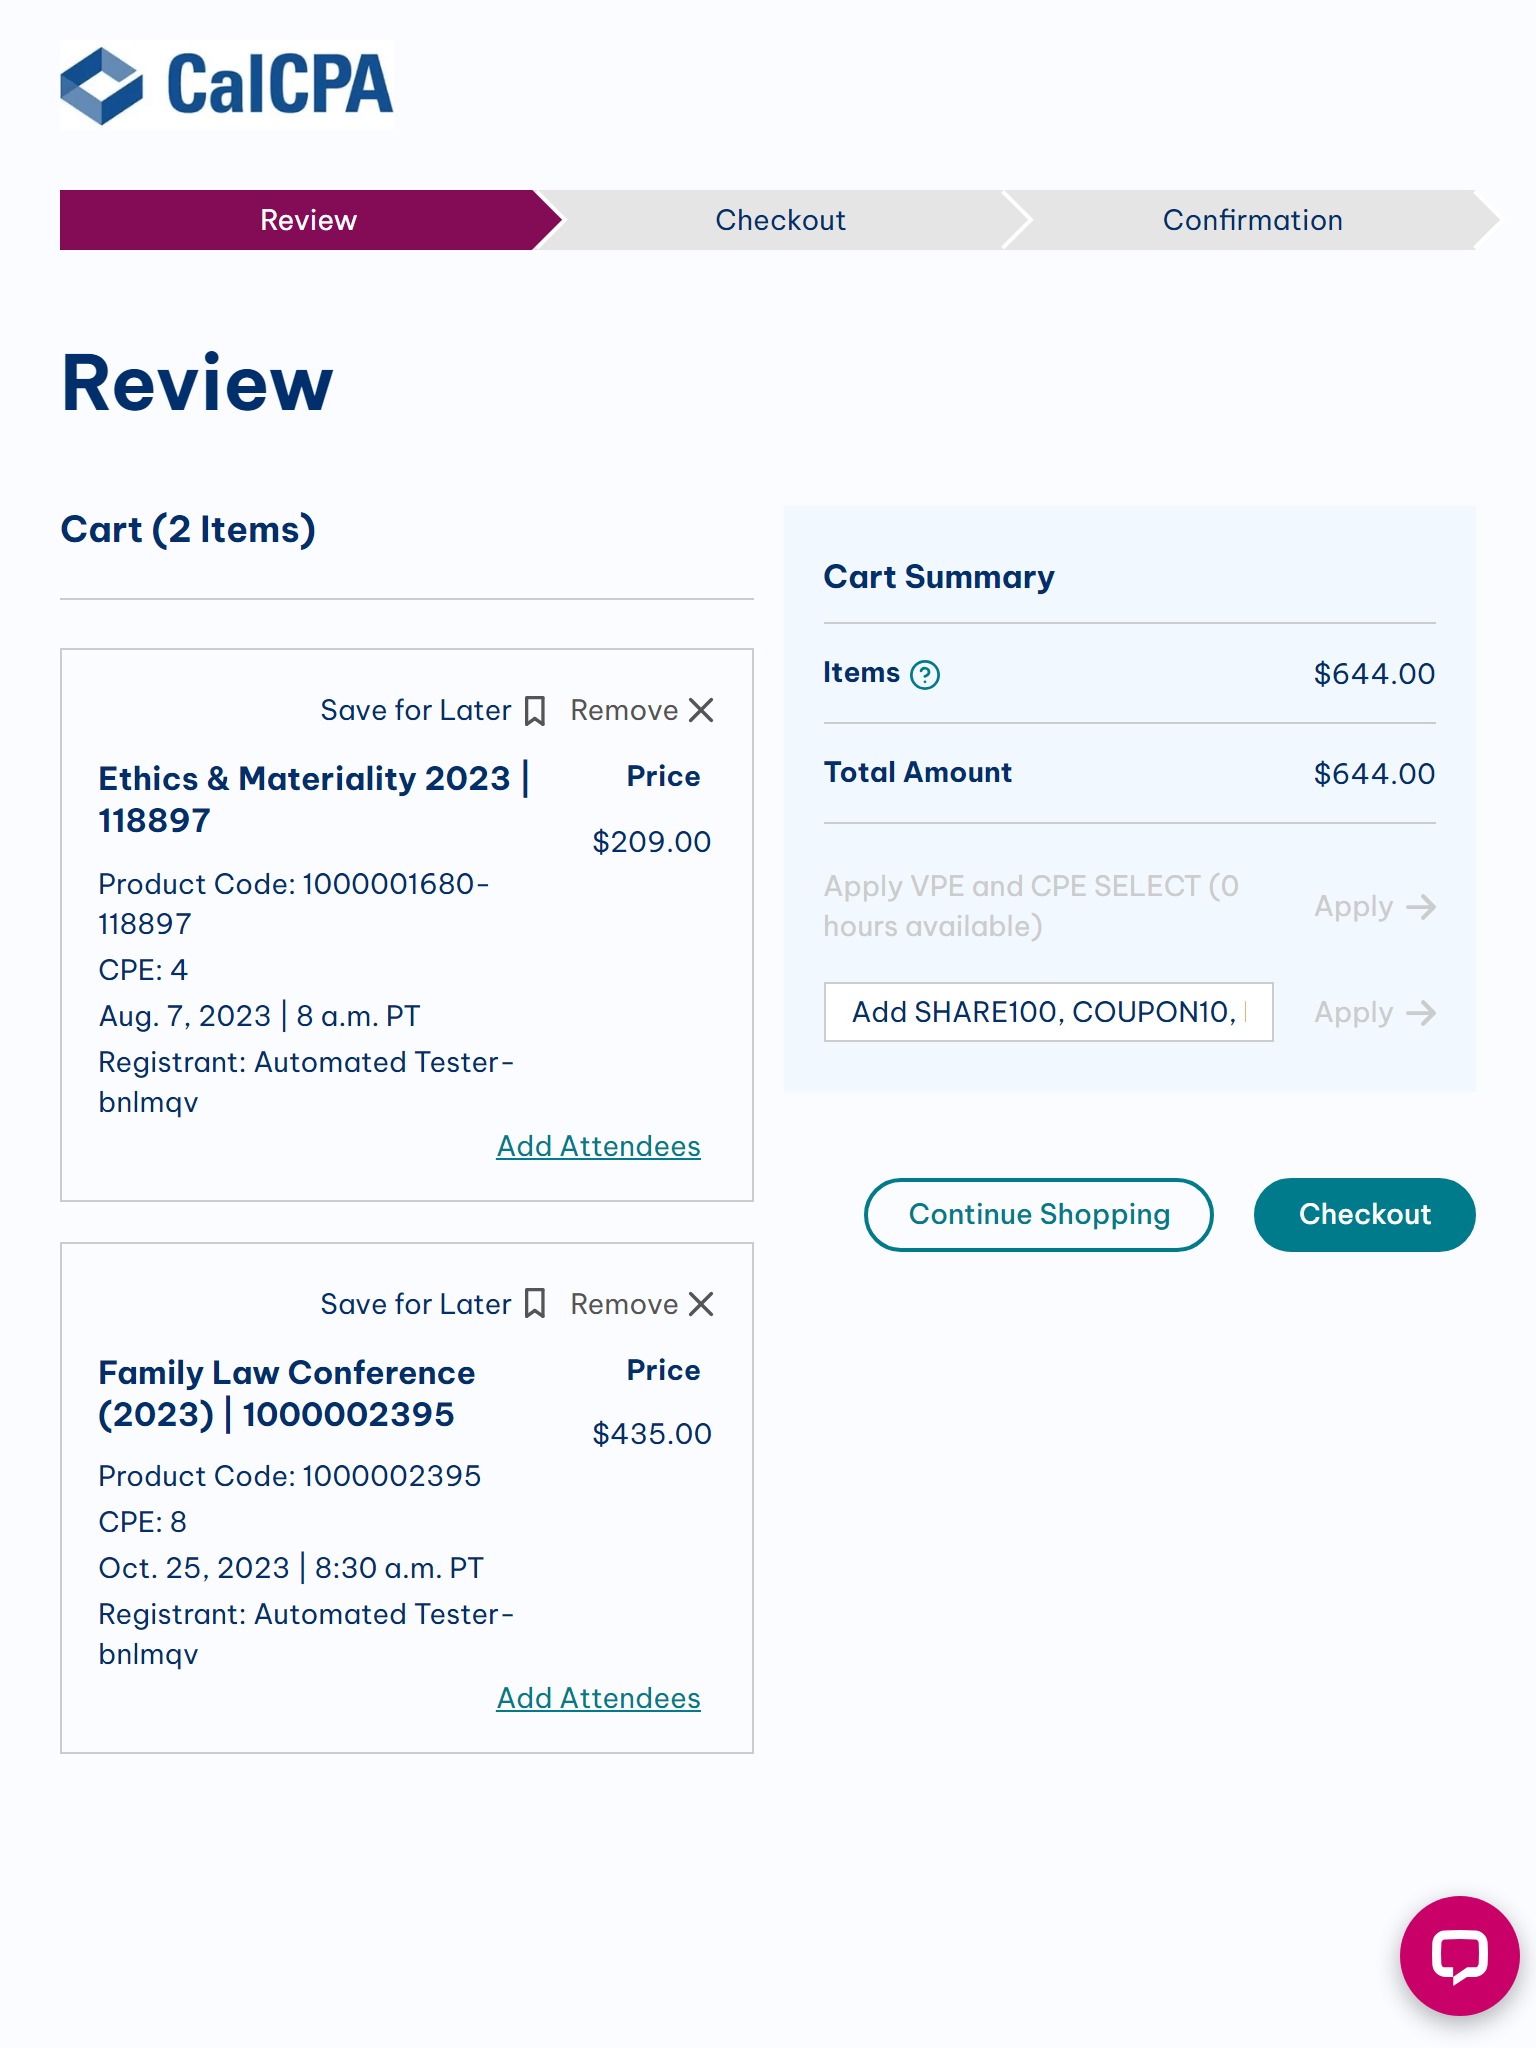 CalCPA
Review
Checkout
Confirmation
Review
Cart (2 Items)
Save for Later
Remove
Ethics & Materiality 2023 |
118897
Price
$209.00
Product Code: 1000001680-
118897
CPE: 4
Aug. 7, 2023 | 8 a.m. PT
Registrant: Automated Tester-
bnlmqv
Add Attendees
Save for Later
Remove
Family Law Conference
(2023) | 1000002395
Price
$435.00
Product Code: 1000002395
CPE: 8
Oct. 25, 2023 | 8:30 a.m. PT
Registrant: Automated Tester-
bnlmqv
Add Attendees
Cart Summary
Items ?
$644.00
Total Amount
$644.00
Apply VPE and CPE SELECT (0
hours available)
Apply
Add SHARE100, COUPON10,
Apply
Continue Shopping
Checkout